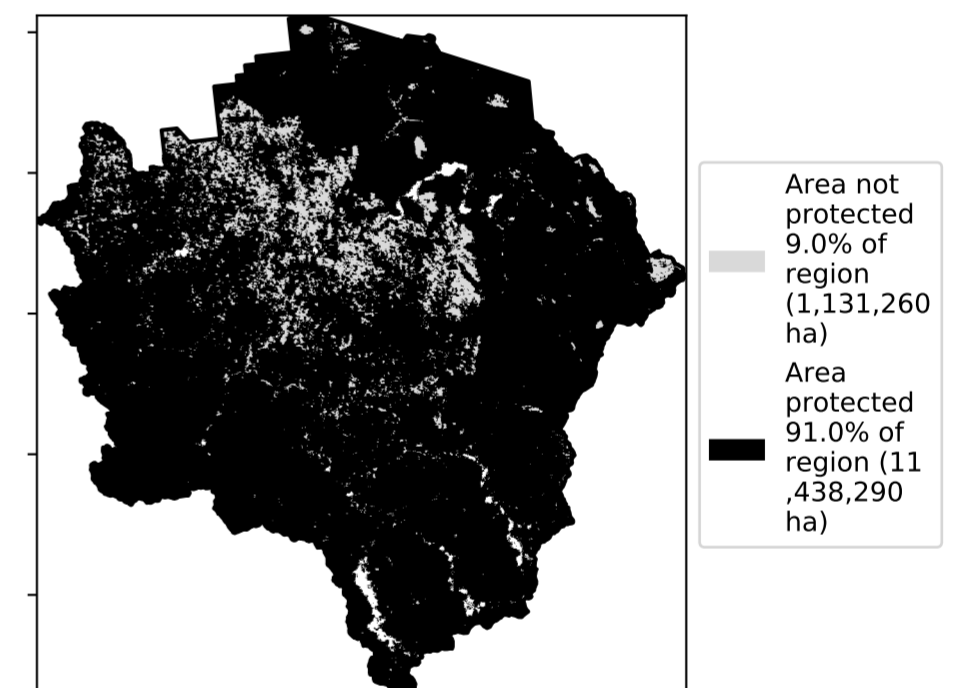 Area not
protected
9.0% of
region
(1,131,260
ha)
Area
protected
91.0% of
region (11
,438,290
ha)